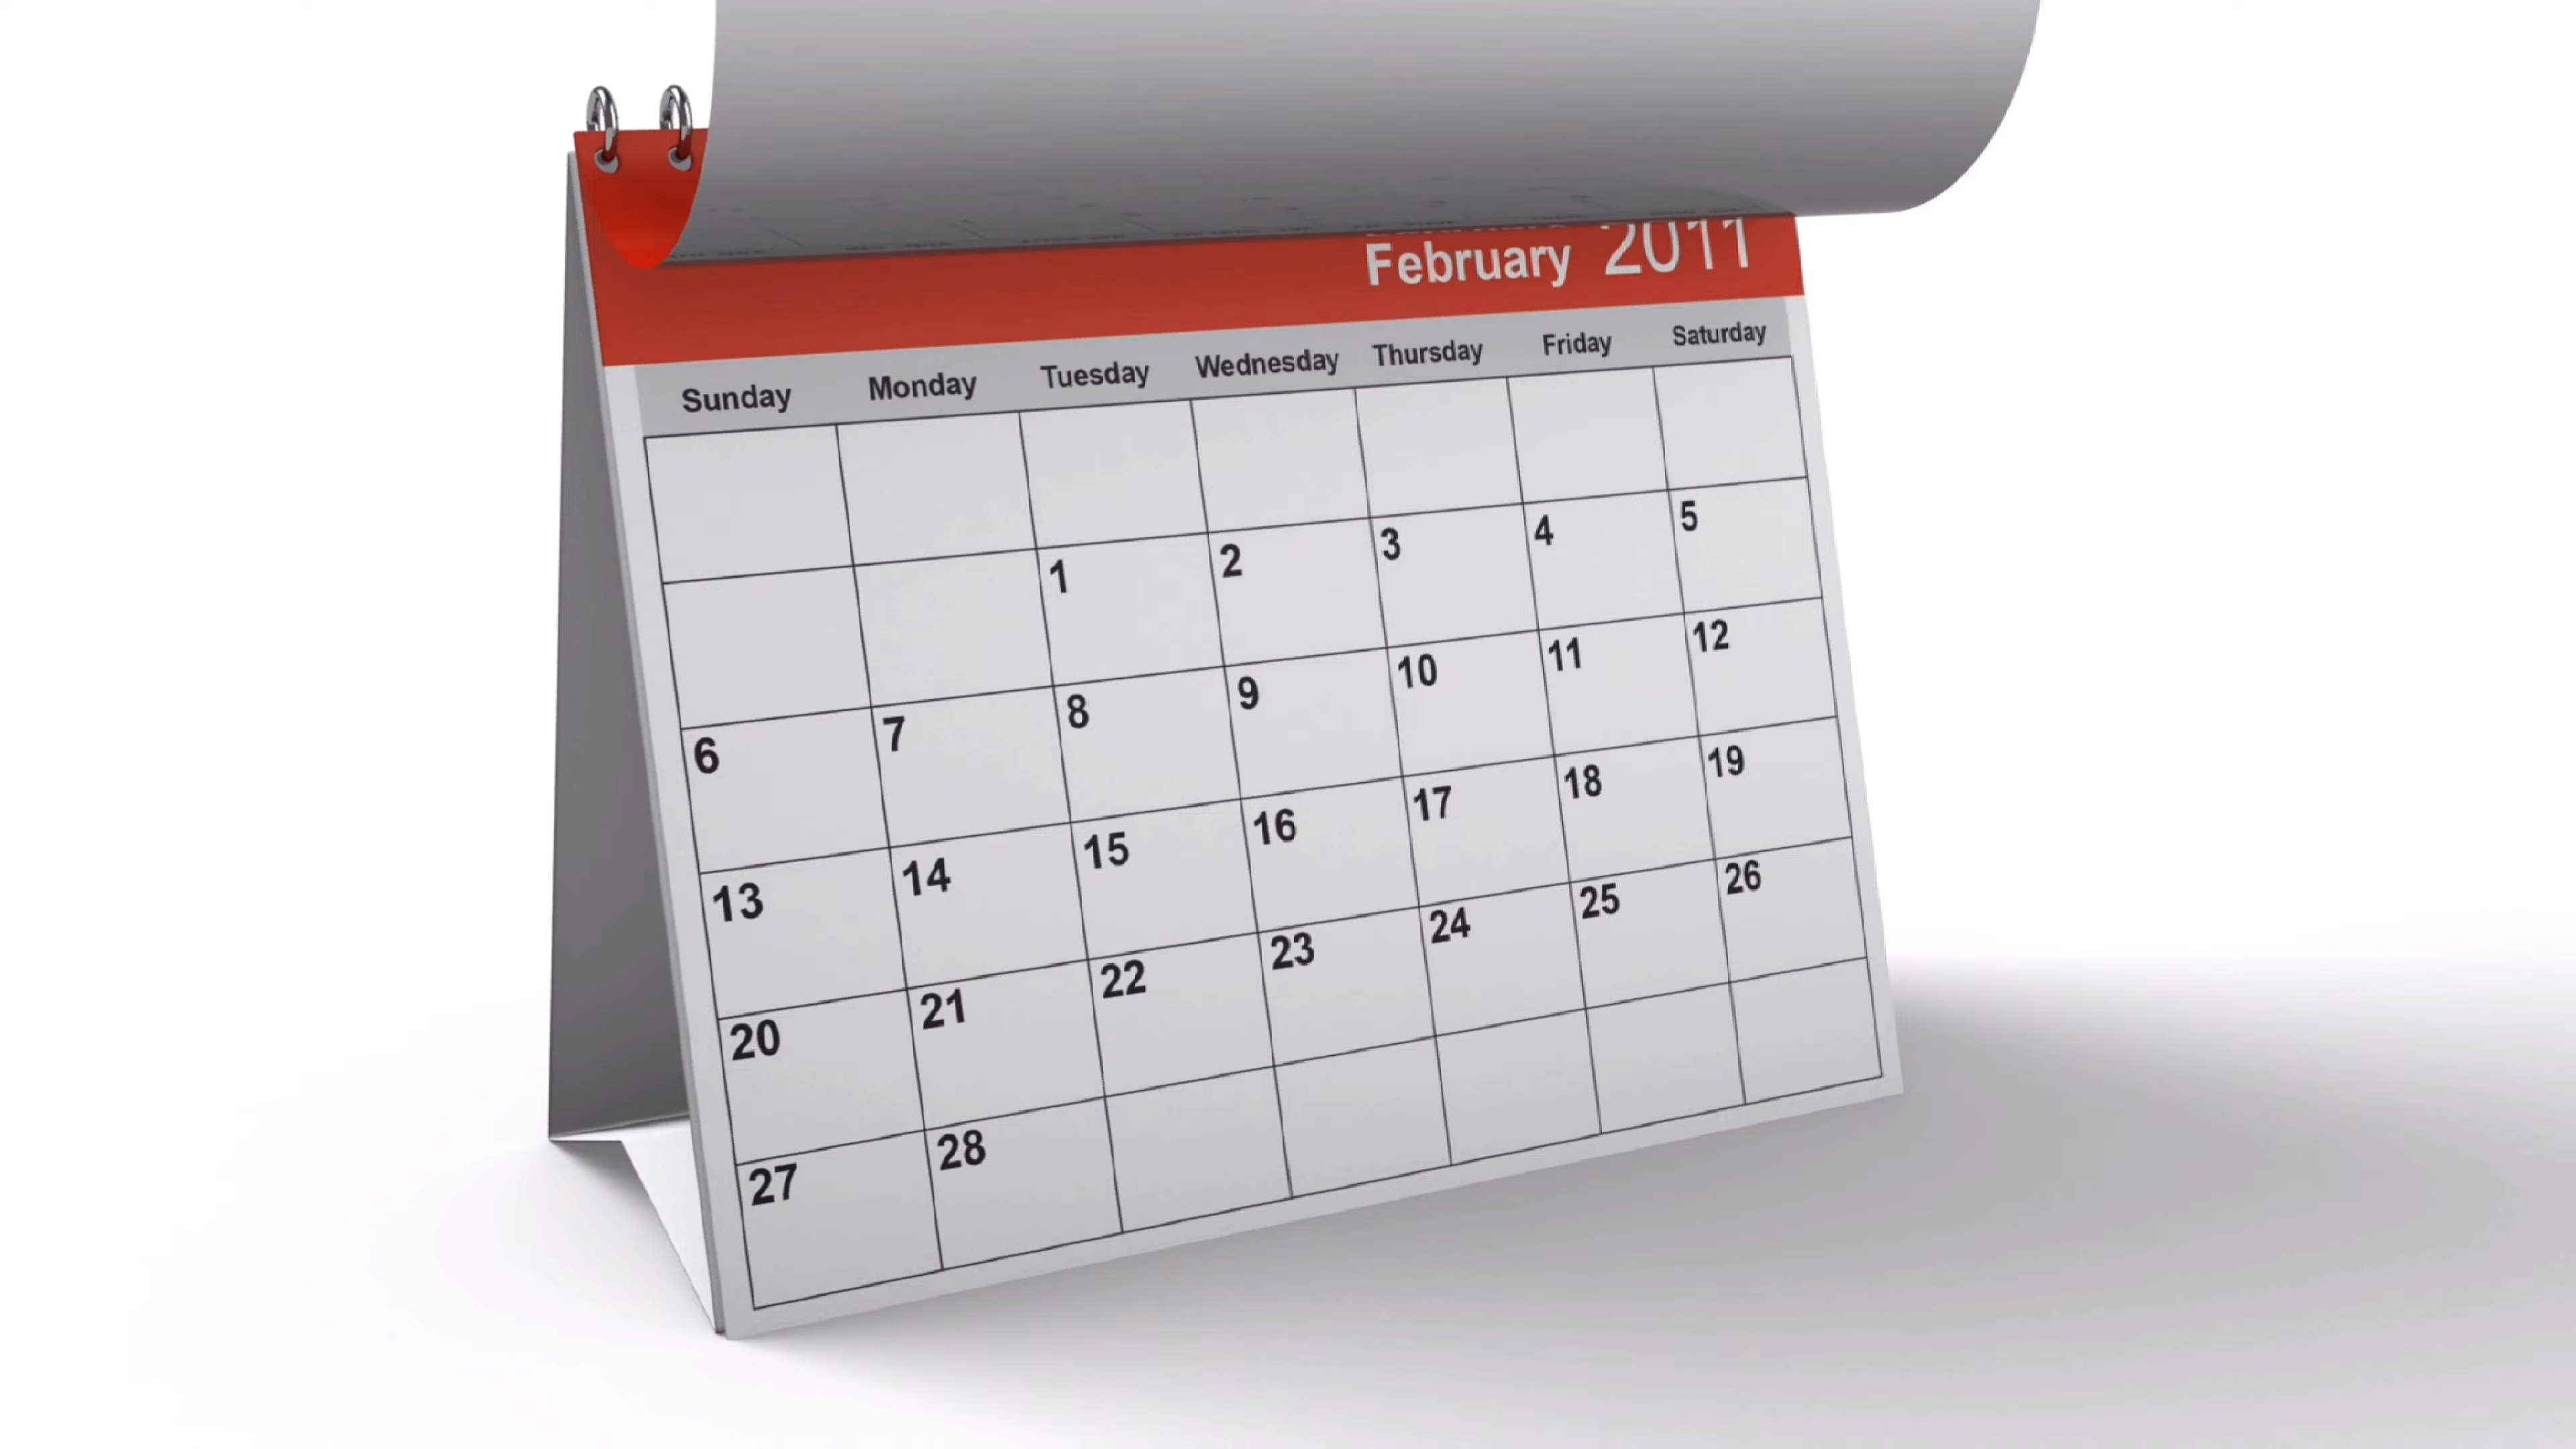 February 2011
Sunday Monday Tuesday Wednesday Thursday Friday Saturday
1 2 3 4 5
6 7 8 9 10 11 12
13 14 15 16 17 18 19
20 21 22 23 24 25 26
27 28